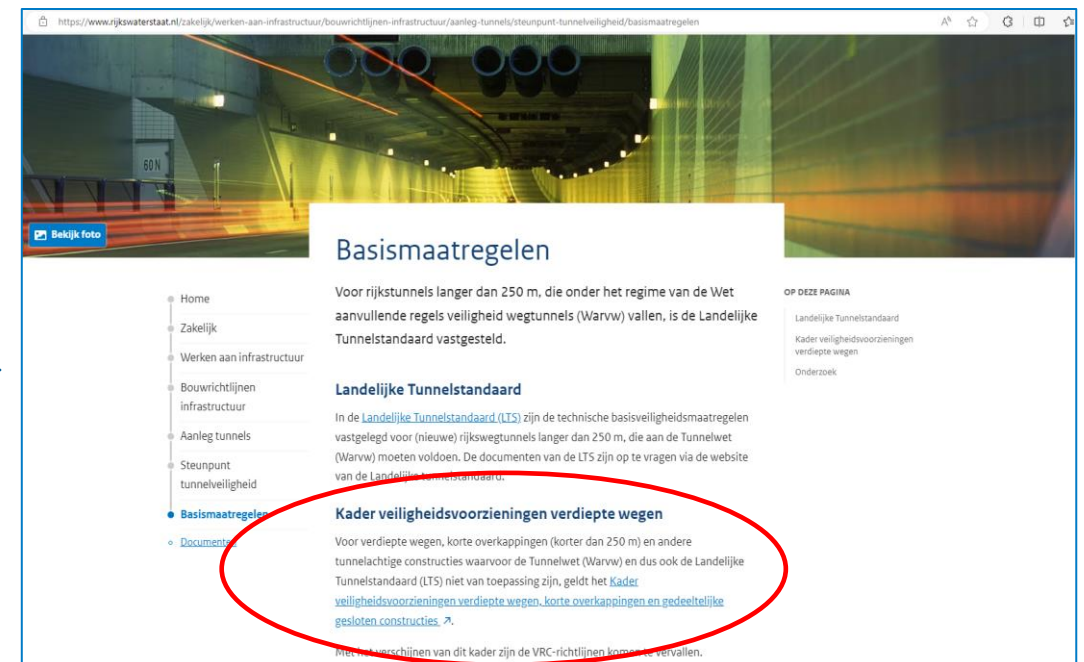 https://www.rijkswaterstaat.nl/zakelijk/werken-aan-infrastructuur/bouwrichtlijnen-infrastructuur/aanleg-tunnels/steunpunt-tunnelveiligheid/basismaatregelen
60 N
Bekijk foto
Basismaatregelen
Voor rijkstunnels langer dan 250 m, die onder het regime van de Wet
aanvullende regels veiligheid wegtunnels (Warvw) vallen, is de Landelijke
Tunnelstandaard vastgesteld.
Home
Zakelijk
Werken aan infrastructuur
Bouwrichtlijnen
infrastructuur
Aanleg tunnels
Steunpunt
tunnelveiligheid
Basismaatregelen
Documenten
Landelijke Tunnelstandaard
In de Landelijke Tunnelstandaard (LTS) zijn de technische basisveiligheidsmaatregelen
vastgelegd voor (nieuwe) rijkswegtunnels langer dan 250 m, die aan de Tunnelwet
(Warvw) moeten voldoen. De documenten van de LTS zijn op te vragen via de website
van de Landelijke tunnelstandaard.
Kader veiligheidsvoorzieningen verdiepte wegen
Voor verdiepte wegen, korte overkappingen (korter dan 250 m) en andere
tunnelachtige constructies waarvoor de Tunnelwet (Warvw) en dus ook de Landelijke
Tunnelstandaard (LTS) niet van toepassing zijn, geldt het Kader
veiligheidsvoorzieningen verdiepte wegen, korte overkappingen en gedeeltelijke
gesloten constructies.
Met het verschijnen van dit kader zijn de VRC-richtlijnen komen te vervallen.
OP DEZE PAGINA
Landelijke Tunnelstandaard
Kader veiligheidsvoorzieningen
verdiepte wegen
Onderzoek